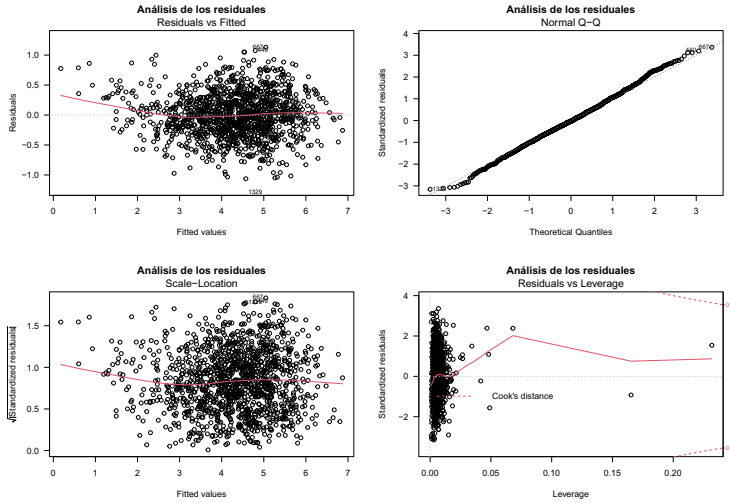 Análisis de los residuales
Residuals vs Fitted
Residuals
1.0
0.5
0.0
−0.5
−1.0
667
1329
0 1 2 3 4 5 6 7
Fitted values
Análisis de los residuales
Normal Q−Q
Standardized residuals
4
3
2
1
0
−1
−2
−3
667
−3 −2 −1 0 1 2 3
Theoretical Quantiles
Análisis de los residuales
Scale−Location
√|Standardized residuals|
1.5
1.0
0.5
0.0
667
0 1 2 3 4 5 6 7
Fitted values
Análisis de los residuales
Residuals vs Leverage
Standardized residuals
4
2
0
−2
Cook's distance
0.00 0.05 0.10 0.15 0.20
Leverage